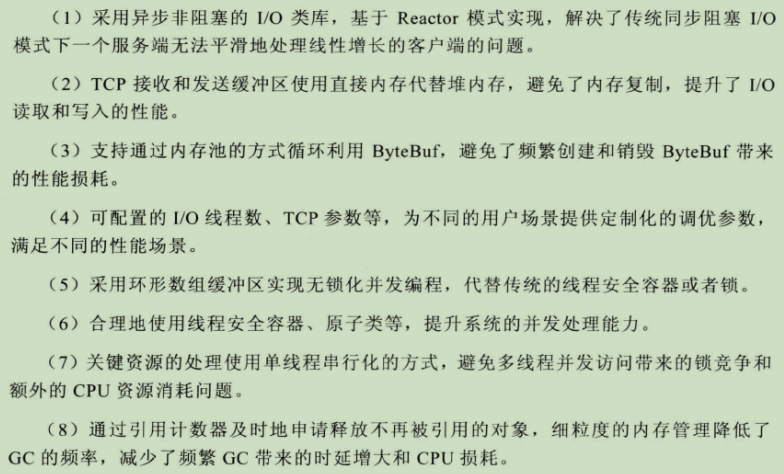 （1）采用异步非阻塞的 I/O 类库，基于 Reactor 模式实现，解决了传统同步阻塞 I/O
模式下一个服务端无法平滑地处理线性增长的客户端的问题。
（2）TCP 接收和发送缓冲区使用直接内存代替堆内存，避免了内存复制，提升了 I/O
读取和写入的性能。
（3）支持通过内存池的方式循环利用 ByteBuf，避免了频繁创建和销毁 ByteBuf 带来
的性能损耗。
（4）可配置的 I/O 线程数、TCP 参数等，为不同的用户场景提供定制化的调优参数，
满足不同的性能场景。
（5）采用环形数组缓冲区实现无锁化并发编程，代替传统的线程安全容器或者锁。
（6）合理地使用线程安全容器、原子类等，提升系统的并发处理能力。
（7）关键资源的处理使用单线程串行化的方式，避免多线程并发访问带来的锁竞争和
额外的 CPU 资源消耗问题。
（8）通过引用计数器及时地申请释放不再被引用的对象，细粒度的内存管理降低了
GC 的频率，减少了频繁 GC 带来的时延增大和 CPU 损耗。